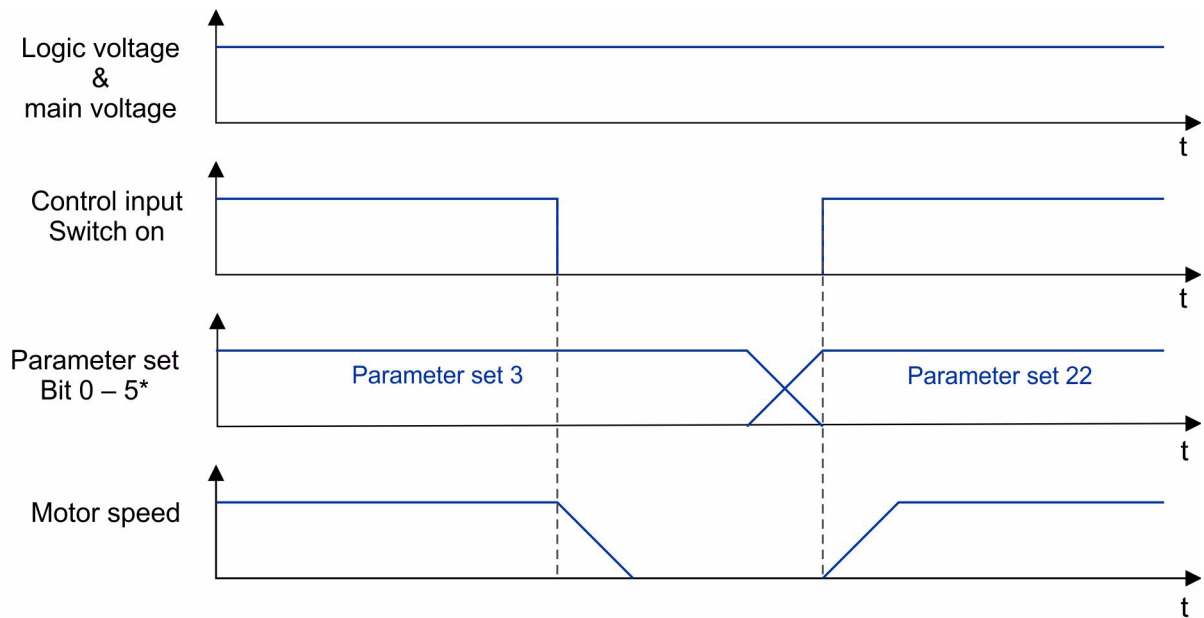 Logic voltage
&
main voltage
t
Control input
Switch on
t
Parameter set
Bit 0 – 5*
Parameter set 3
Parameter set 22
t
Motor speed
t